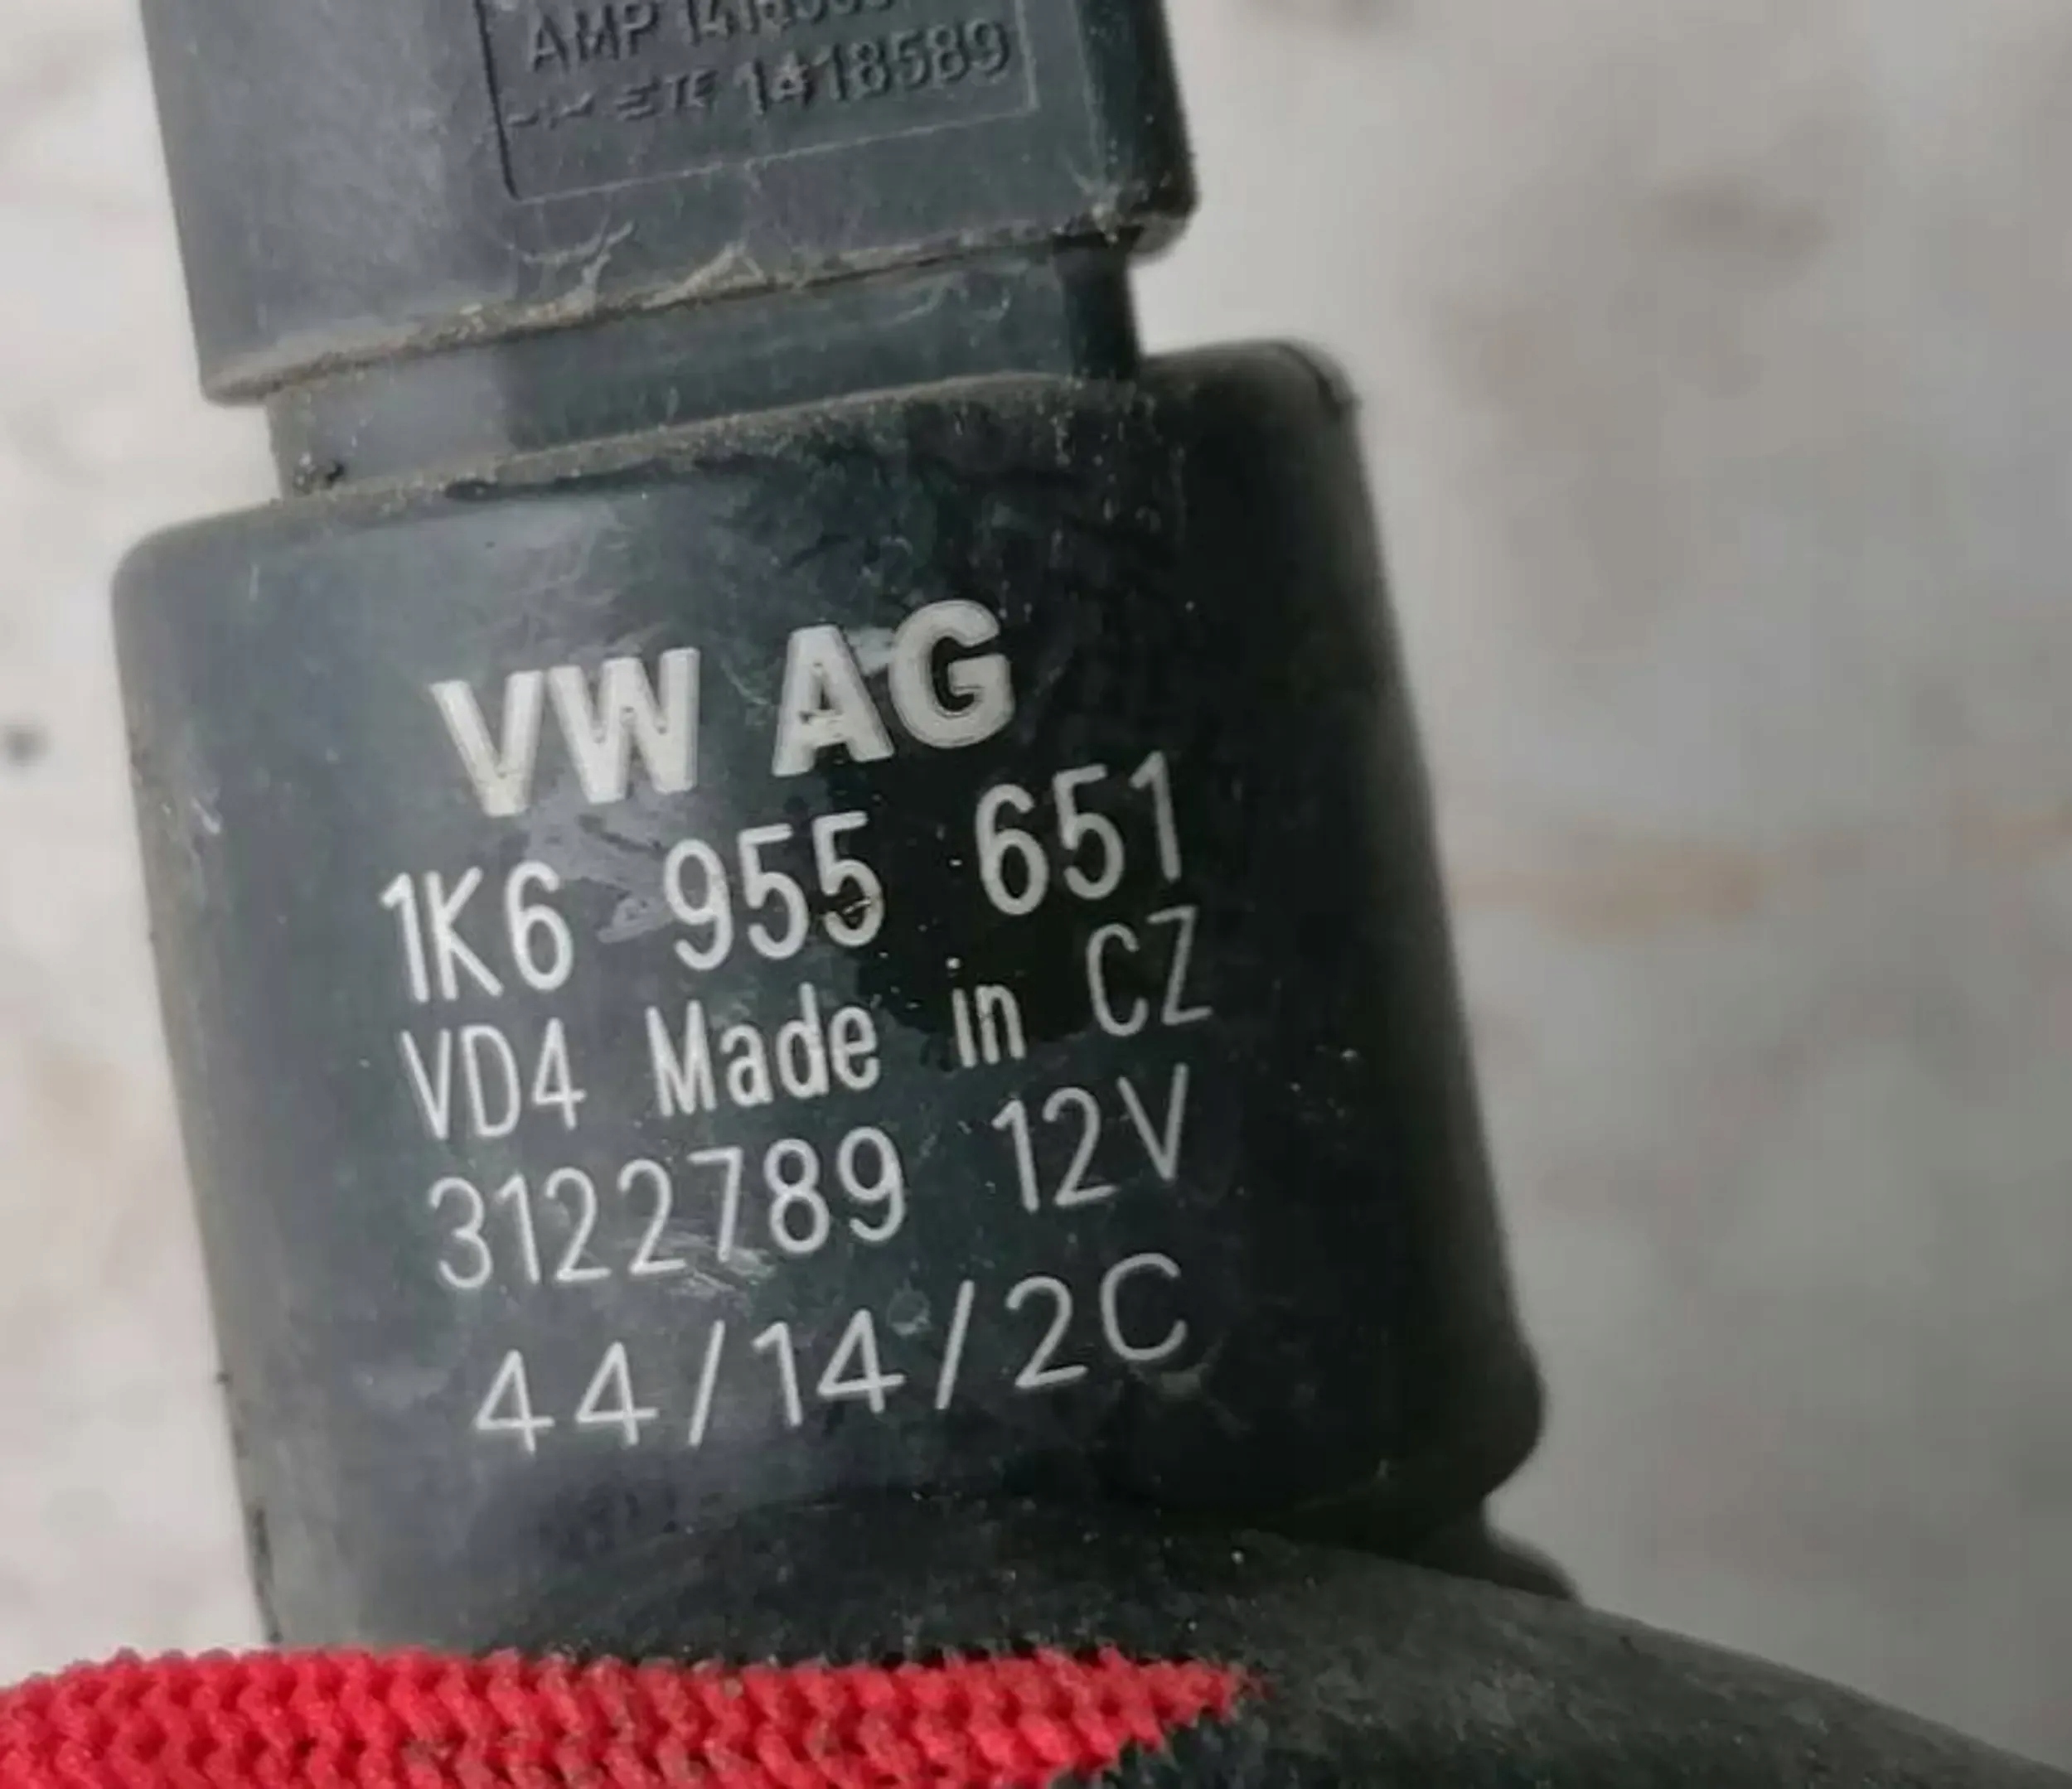 AMP
1418589
VW AG
1K6 955 651
VD4 Made in CZ
3122789 12V
44/14/2C